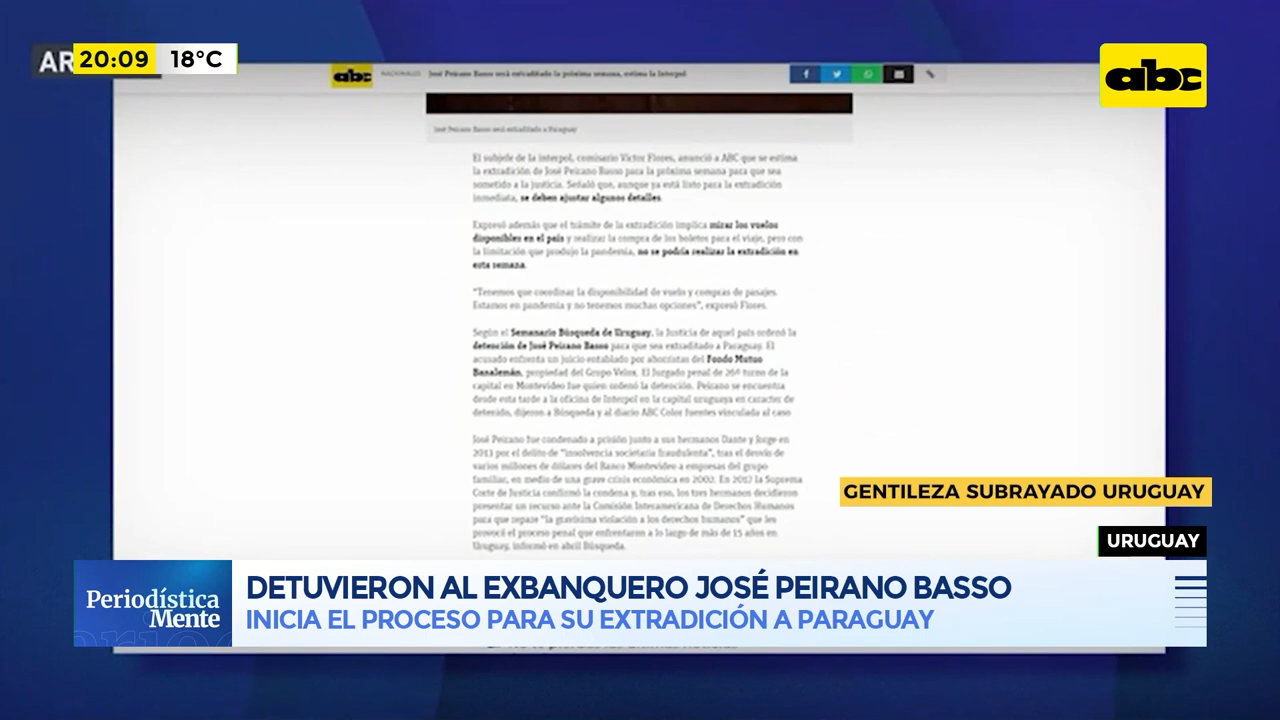 AR
20:09 18°C
abc
abc
NACIONALES José Peirano Basso será extraditado la próxima semana, estima la Interpol
José Peirano Basso será extraditado a Paraguay
El subjefe de la interpol, comisario Víctor Flores, anunció a ABC que se estima
la extradición de José Peirano Basso para la próxima semana para que sea
sometido a la justicia. Señaló que, aunque ya está listo para la extradición
inmediata, se deben ajustar algunos detalles.
Expresó además que el trámite de la extradición implica mirar los vuelos
disponibles en el país y realizar la compra de los boletos para el viaje, pero con
la limitación que produjo la pandemia, no se podría realizar la extradición en
esta semana.
"Tenemos que coordinar la disponibilidad de vuelo y compras de pasajes.
Estamos en pandemia y no tenemos muchas opciones", expresó Flores.
Según el Semanario Búsqueda de Uruguay, la Justicia de aquel país ordenó la
detención de José Peirano Basso para que sea extraditado a Paraguay. El
acusado enfrenta un juicio entablado por ahorristas del Fondo Mutuo
Banalemán, propiedad del Grupo Velox. El Juzgado penal de 26º turno de la
capital en Montevideo fue quien ordenó la detención. Peirano se encuentra
desde esta tarde a la oficina de Interpol en la capital uruguaya en caracter de
detenido, dijeron a Búsqueda y al diario ABC Color fuentes vinculada al caso
José Peirano fue condenado a prisión junto a sus hermanos Dante y Jorge en
2013 por el delito de "insolvencia societaria fraudulenta", tras el desvío de
varios millones de dólares del Banco Montevideo a empresas del grupo
familiar, en medio de una grave crisis económica en 2002. En 2017 la Suprema
Corte de Justicia confirmó la condena y, tras eso, los tres hermanos decidieron
presentar un recurso ante la Comisión Interamericana de Derechos Humanos
para que repare "la gravísima violación a los derechos humanos" que les
provocó el proceso penal que enfrentaron a lo largo de más de 15 años en
Uruguay, informó en abril Búsqueda.
GENTILEZA SUBRAYADO URUGUAY
URUGUAY
Periodística
Mente
DETUVIERON AL EXBANQUERO JOSÉ PEIRANO BASSO
INICIA EL PROCESO PARA SU EXTRADICIÓN A PARAGUAY